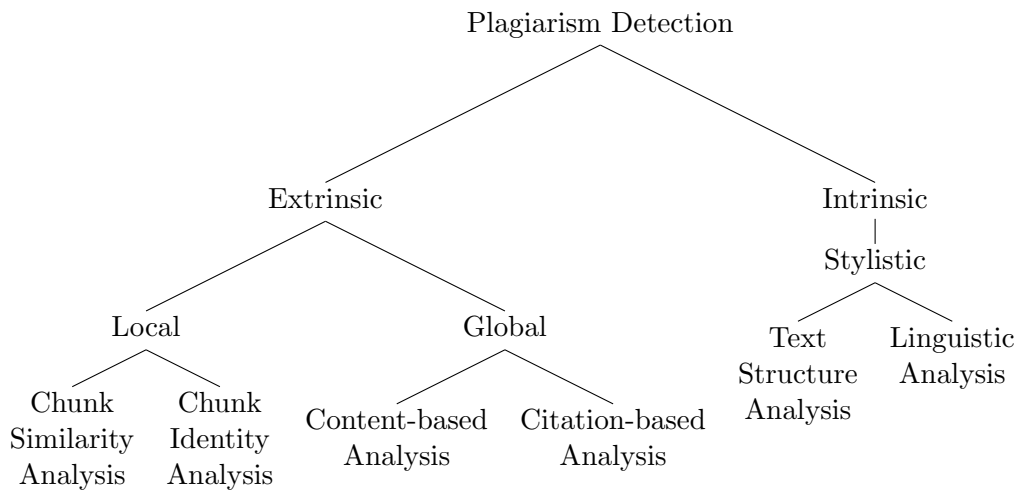 Plagiarism Detection
Extrinsic
Intrinsic
Stylistic
Local
Global
Text
Structure
Analysis
Linguistic
Analysis
Chunk
Similarity
Analysis
Chunk
Identity
Analysis
Content-based
Analysis
Citation-based
Analysis